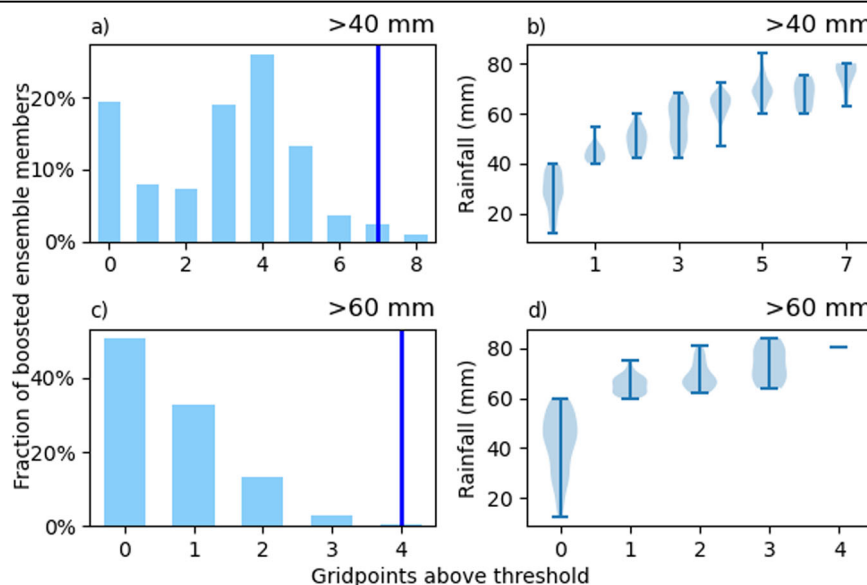 a) >40 mm
b) >40 mm
Fraction of boosted ensemble members
20%
10%
0%
0 2 4 6 8
Rainfall (mm)
80
60
40
20
1 3 5 7
c) >60 mm
d) >60 mm
40%
20%
0%
0 1 2 3 4
Rainfall (mm)
80
60
40
20
0 1 2 3 4
Gridpoints above threshold